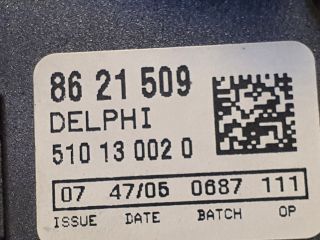 86 21 509
DELPHI
510 13 002 0
07 47/05 0687 111
ISSUE DATE BATCH OP